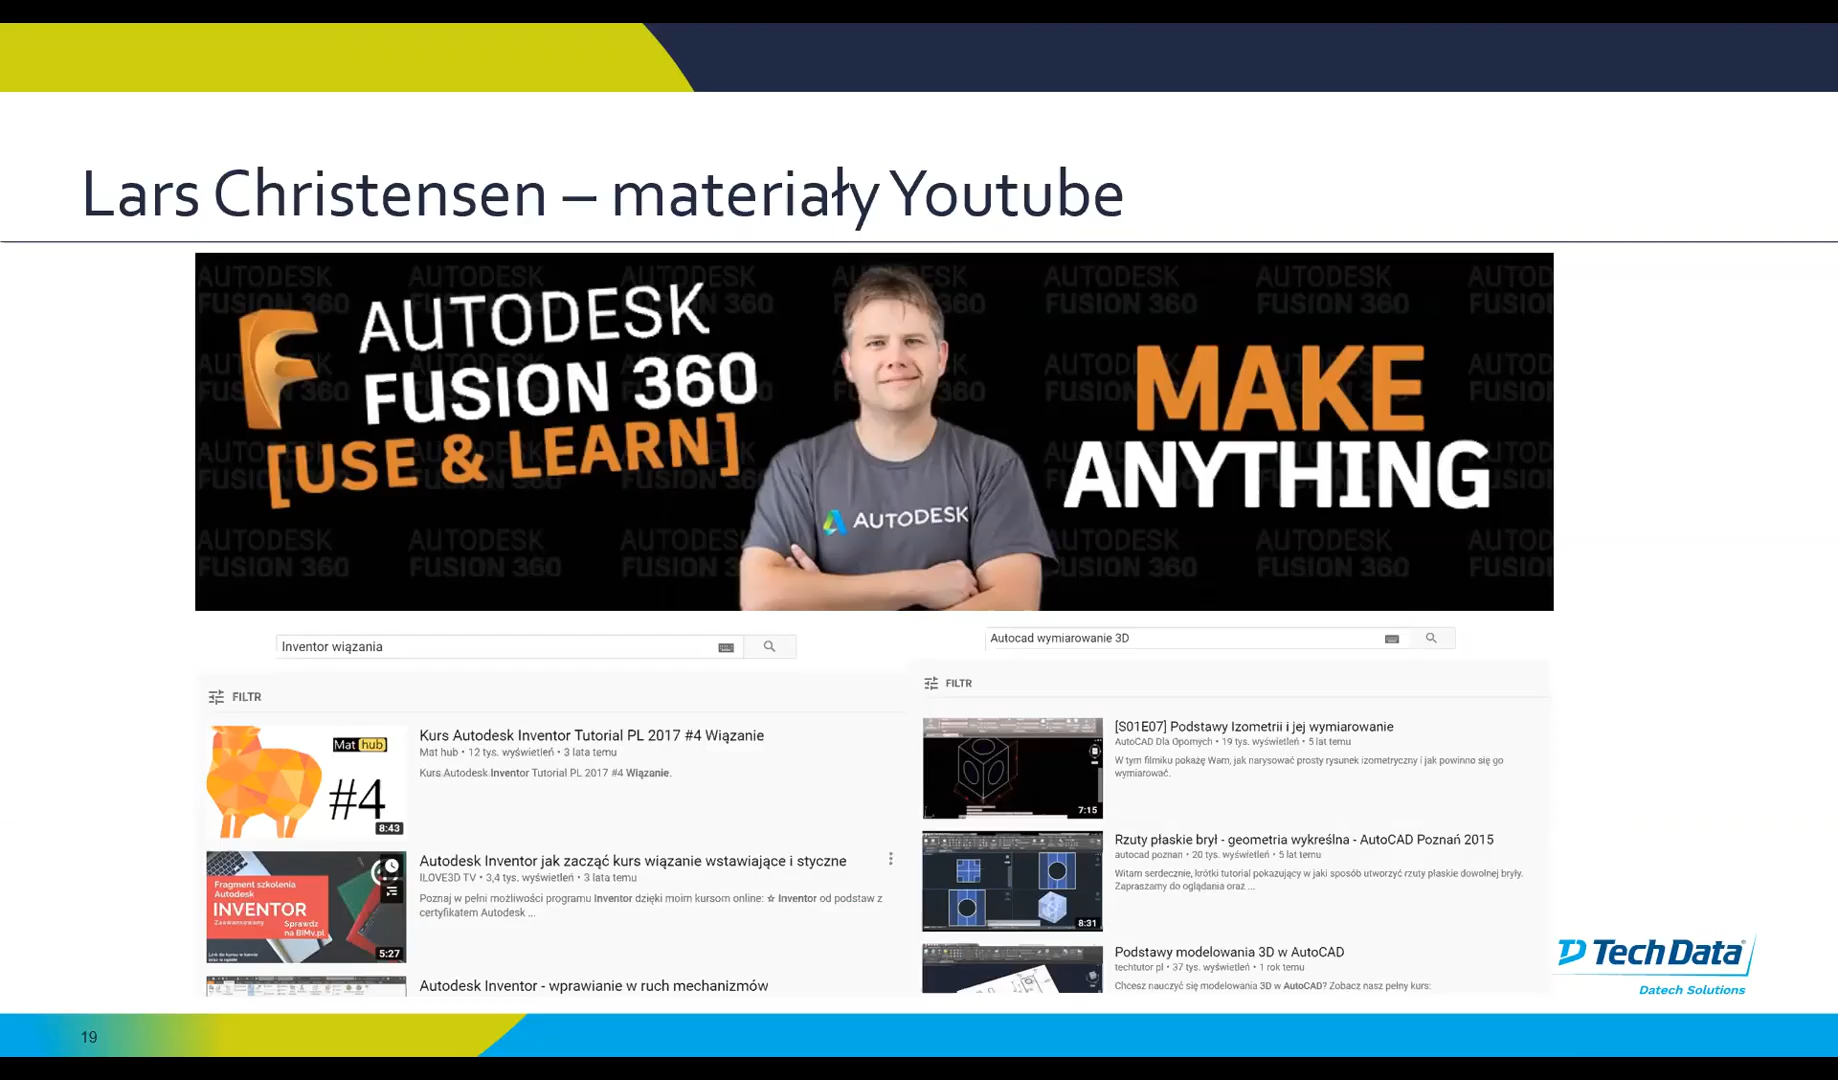 Lars Christensen – materiały Youtube
AUTODESK
FUSION 360
[USE & LEARN]
MAKE
ANYTHING
AUTODESK
Inventor wiązania
FILTR
Mat hub
#4
8:43
Kurs Autodesk Inventor Tutorial PL 2017 #4 Wiązanie
Mat hub • 12 tys. wyświetleń • 3 lata temu
Kurs Autodesk Inventor Tutorial PL 2017 #4 Wiązanie.
Fragment szkolenia
Autodesk
INVENTOR
Zaawansowany
Sprawdź
na BIMv.pl
5:27
Autodesk Inventor jak zacząć kurs wiązanie wstawiające i styczne
ILOVE3D TV • 3,4 tys. wyświetleń • 3 lata temu
Poznaj w pełni możliwości programu Inventor dzięki moim kursom online: ☆ Inventor od podstaw z
certyfikatem Autodesk ...
Autodesk Inventor - wprawianie w ruch mechanizmów
Autocad wymiarowanie 3D
FILTR
7:15
[S01E07] Podstawy Izometrii i jej wymiarowanie
AutoCAD Dla Opornych • 19 tys. wyświetleń • 5 lat temu
W tym filmiku pokażę Wam, jak narysować prosty rysunek izometryczny i jak powinno się go
wymiarować.
8:31
Rzuty płaskie brył - geometria wykreślna - AutoCAD Poznań 2015
autocad poznan • 20 tys. wyświetleń • 5 lat temu
Witam serdecznie, krótki tutorial pokazujący w jaki sposób utworzyć rzuty płaskie dowolnej bryły.
Zapraszamy do oglądania oraz ...
Podstawy modelowania 3D w AutoCAD
techtutor pl • 37 tys. wyświetleń • 1 rok temu
Chcesz nauczyć się modelowania 3D w AutoCAD? Zobacz nasz pełny kurs:
Tech Data
Datech Solutions
19